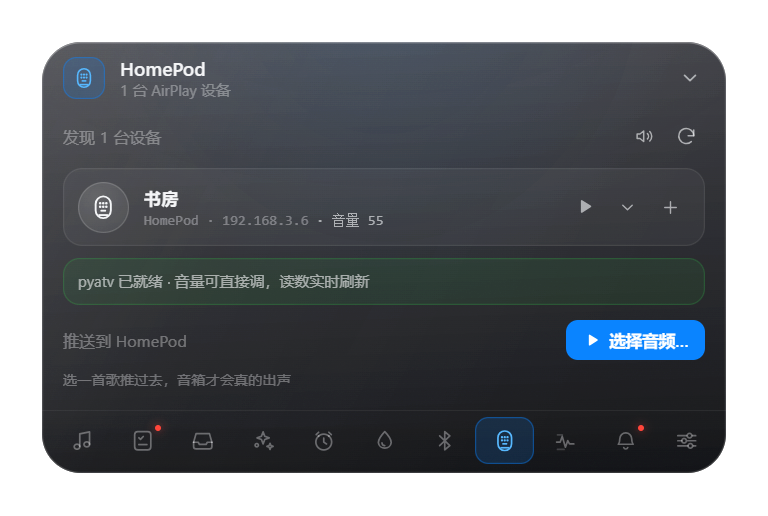 HomePod
1 台 AirPlay 设备
发现 1 台设备
书房
HomePod · 192.168.3.6 · 音量 55
pyatv 已就绪 · 音量可直接调，读数实时刷新
推送到 HomePod
选择音频...
选一首歌推过去，音箱才会真的出声